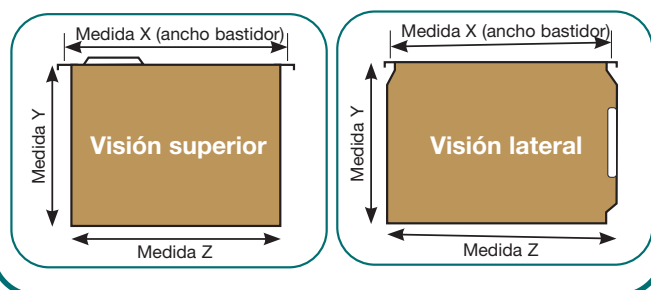 Medida X (ancho bastidor)
Medida Y
Visión superior
Medida Z
Medida X (ancho bastidor)
Medida Y
Visión lateral
Medida Z